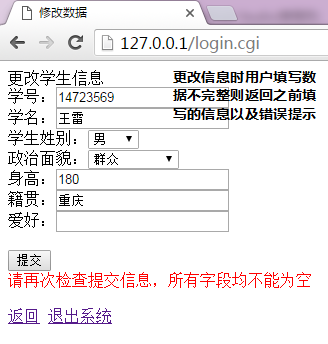 修改数据
127.0.0.1/login.cgi
更改学生信息
更改信息时用户填写数
据不完整则返回之前填
写的信息以及错误提示
学号: 14723569
学名: 王雷
学生姓别: 男
政治面貌: 群众
身高: 180
籍贯: 重庆
爱好:
提交
请再次检查提交信息，所有字段均不能为空
返回 退出系统